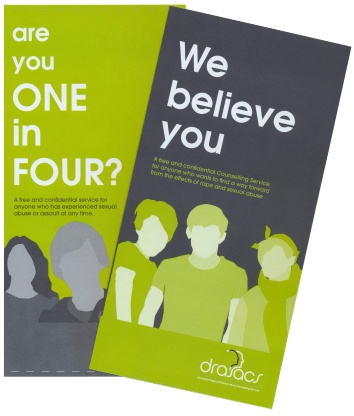 are
you
ONE
in
FOUR?
A free and confidential service for
anyone who has experienced sexual
abuse or assault at any time.
We
believe
you
A free and confidential Counselling Service
for anyone who wants to find a way forward
from the effects of rape and sexual abuse
drasacs